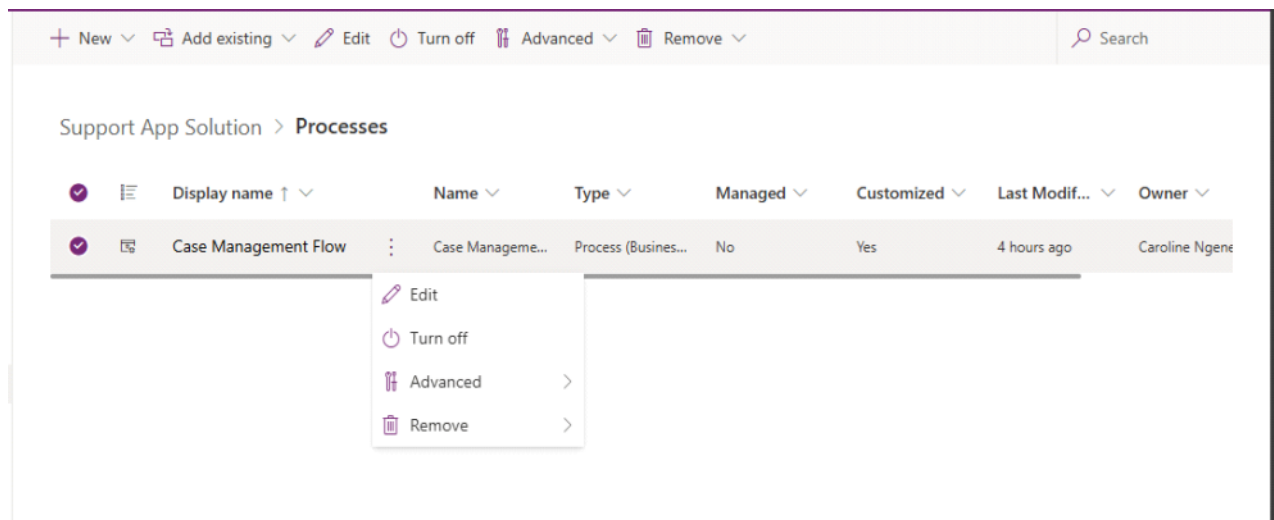 New Add existing Edit Turn off Advanced Remove Search
Support App Solution > Processes
Display name ↑ Name Type Managed Customized Last Modif... Owner
Case Management Flow Case Manageme... Process (Busines... No Yes 4 hours ago Caroline Ngene
Edit
Turn off
Advanced
Remove